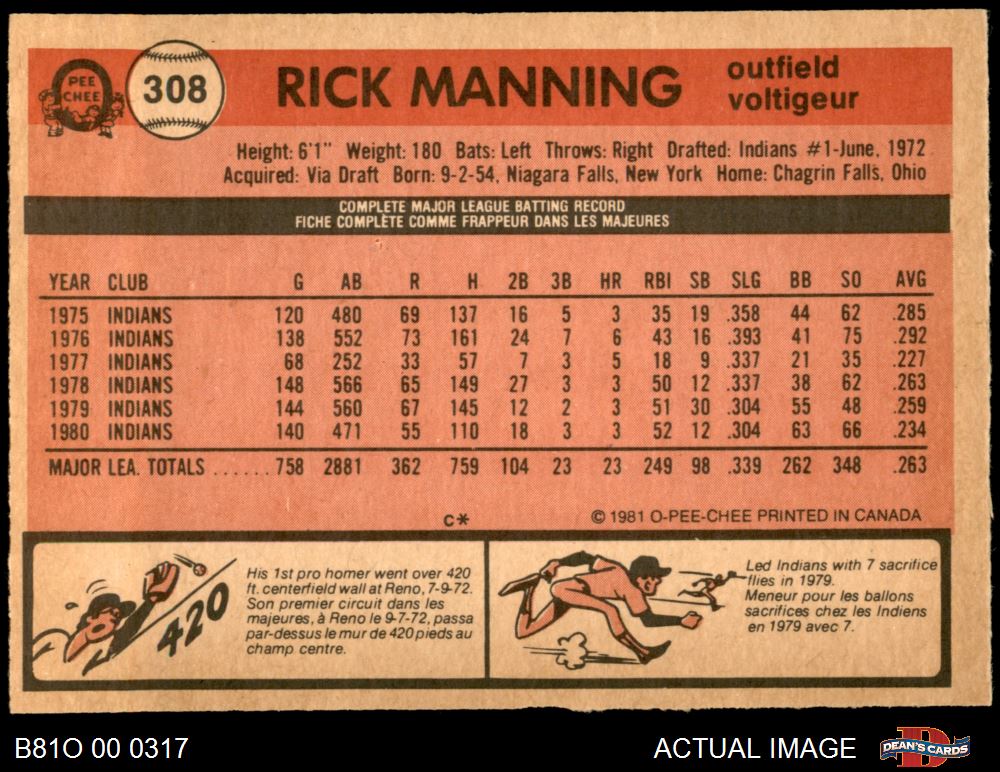 O
PEE
CHEE
308
RICK MANNING
outfield
voltigeur
Height: 6'1" Weight: 180 Bats: Left Throws: Right Drafted: Indians #1-June, 1972
Acquired: Via Draft Born: 9-2-54, Niagara Falls, New York Home: Chagrin Falls, Ohio
COMPLETE MAJOR LEAGUE BATTING RECORD
FICHE COMPLÈTE COMME FRAPPEUR DANS LES MAJEURES
YEAR CLUB G AB R H 2B 3B HR RBI SB SLG BB SO AVG
1975 INDIANS 120 480 69 137 16 5 3 35 19 .358 44 62 .285
1976 INDIANS 138 552 73 161 24 7 6 43 16 .393 41 75 .292
1977 INDIANS 68 252 33 57 7 3 5 18 9 .337 21 35 .227
1978 INDIANS 148 566 65 149 27 3 3 50 12 .337 38 62 .263
1979 INDIANS 144 560 67 145 12 2 3 51 30 .304 55 48 .259
1980 INDIANS 140 471 55 110 18 3 3 52 12 .304 63 66 .234
MAJOR LEA. TOTALS ...... 758 2881 362 759 104 23 23 249 98 .339 262 348 .263
C*
© 1981 O-PEE-CHEE PRINTED IN CANADA
420
His 1st pro homer went over 420
ft. centerfield wall at Reno, 7-9-72.
Son premier circuit dans les
majeures, à Reno le 9-7-72, passa
par-dessus le mur de 420 pieds au
champ centre.
Led Indians with 7 sacrifice
flies in 1979.
Meneur pour les ballons
sacrifices chez les Indiens
en 1979 avec 7.
B81O 00 0317
ACTUAL IMAGE
D
DEAN'S CARDS